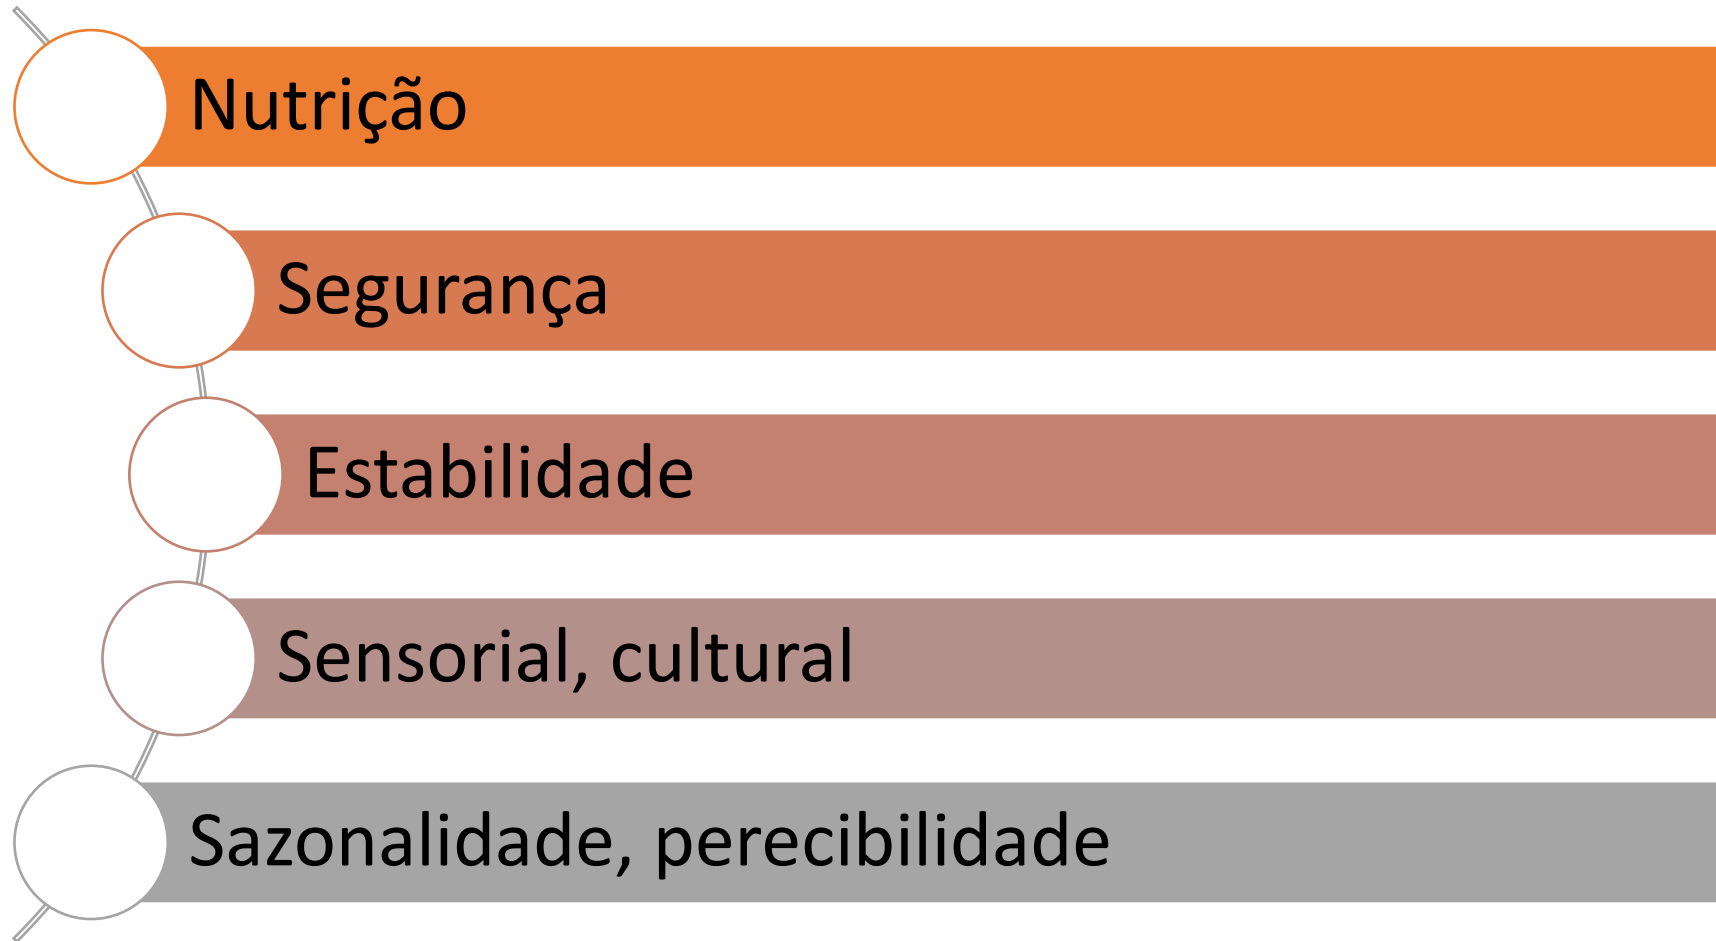 Nutrição
Segurança
Estabilidade
Sensorial, cultural
Sazonalidade, perecibilidade